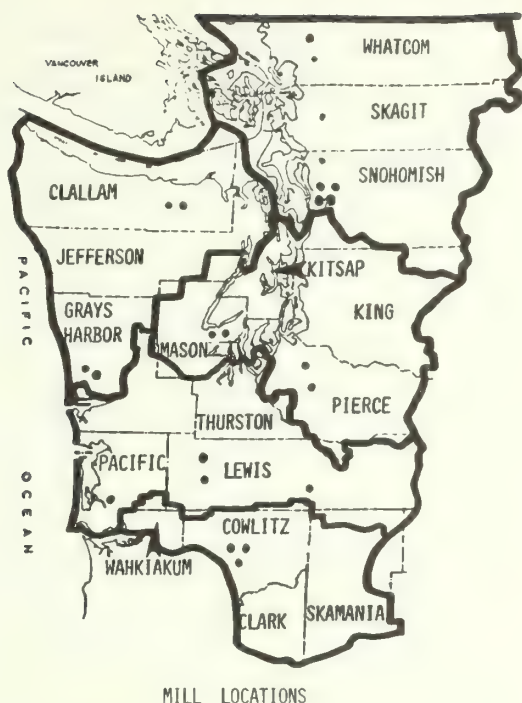 WHATCOM
VANCOUVER
ISLAND
SKAGIT
SNOHOMISH
CLALLAM
JEFFERSON
KITSAP
PACIFIC
GRAYS
HARBOR
KING
MASON
PIERCE
THURSTON
PACIFIC
LEWIS
OCEAN
COWLITZ
WAHKIAKUM
CLARK
SKAMANIA
MILL LOCATIONS